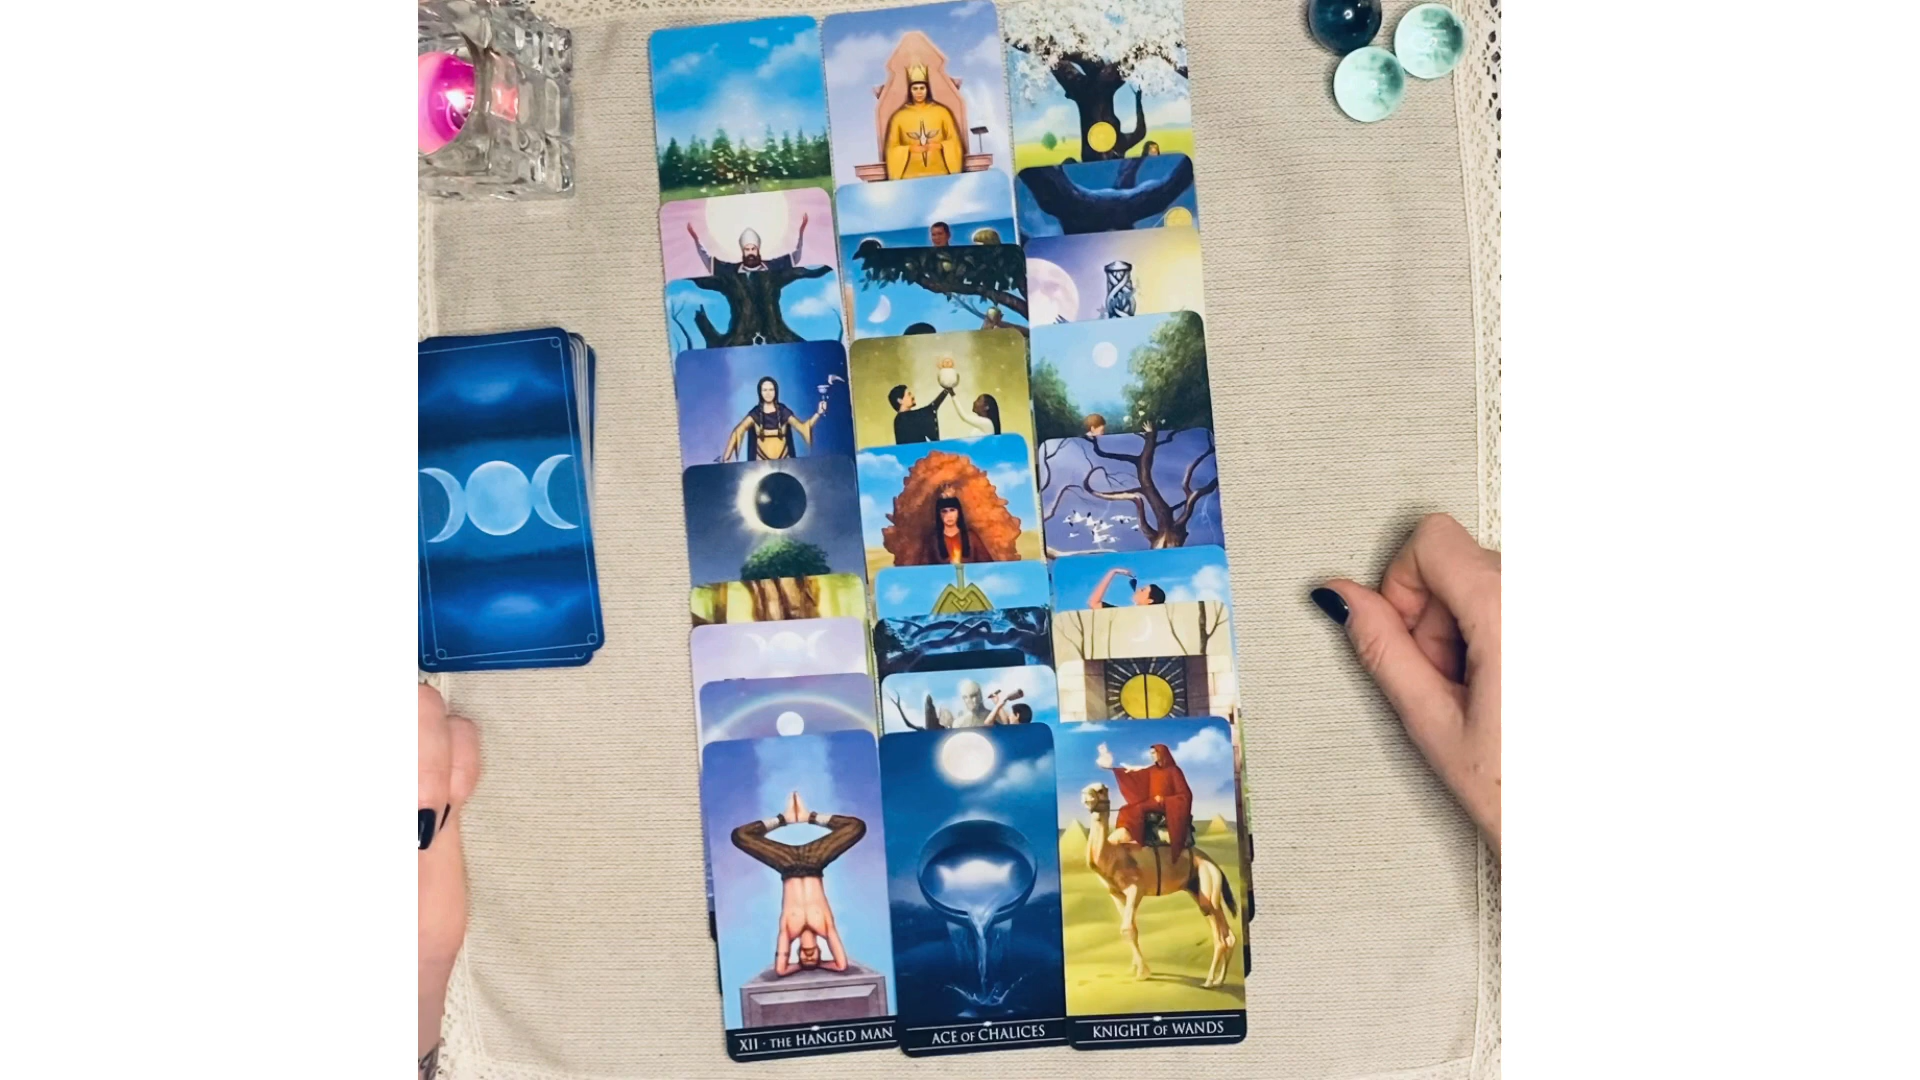 XII · THE HANGED MAN
ACE OF CHALICES
KNIGHT OF WANDS